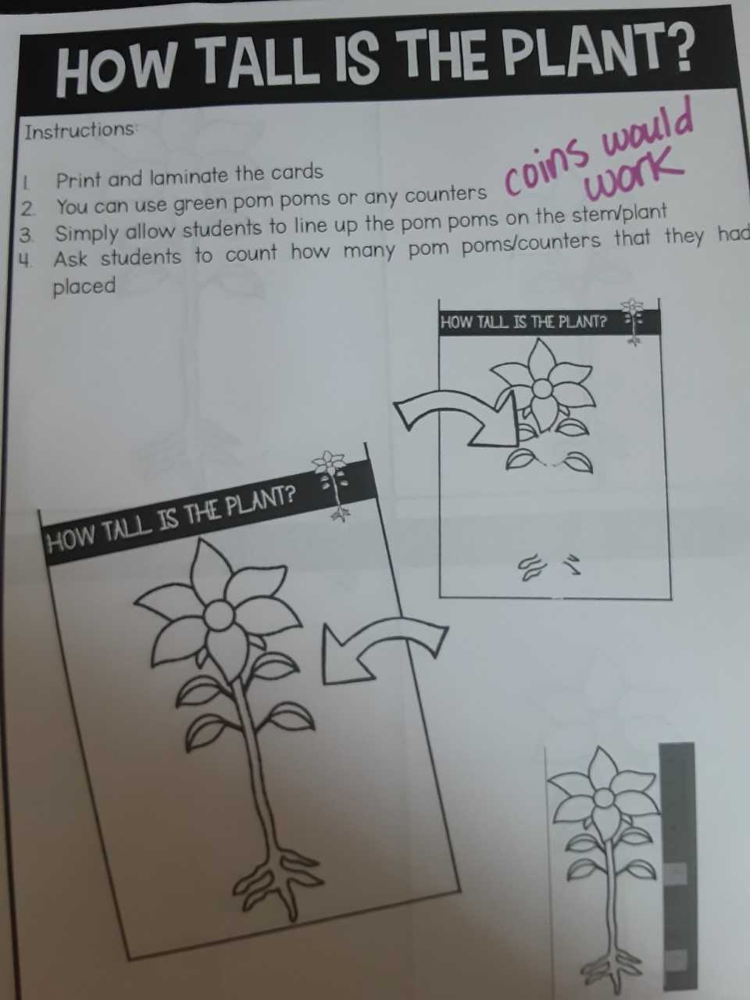 HOW TALL IS THE PLANT?
Instructions:
1. Print and laminate the cards
2. You can use green pom poms or any counters
coins would
work
3. Simply allow students to line up the pom poms on the stem/plant
4. Ask students to count how many pom poms/counters that they had
placed
HOW TALL IS THE PLANT?
HOW TALL IS THE PLANT?